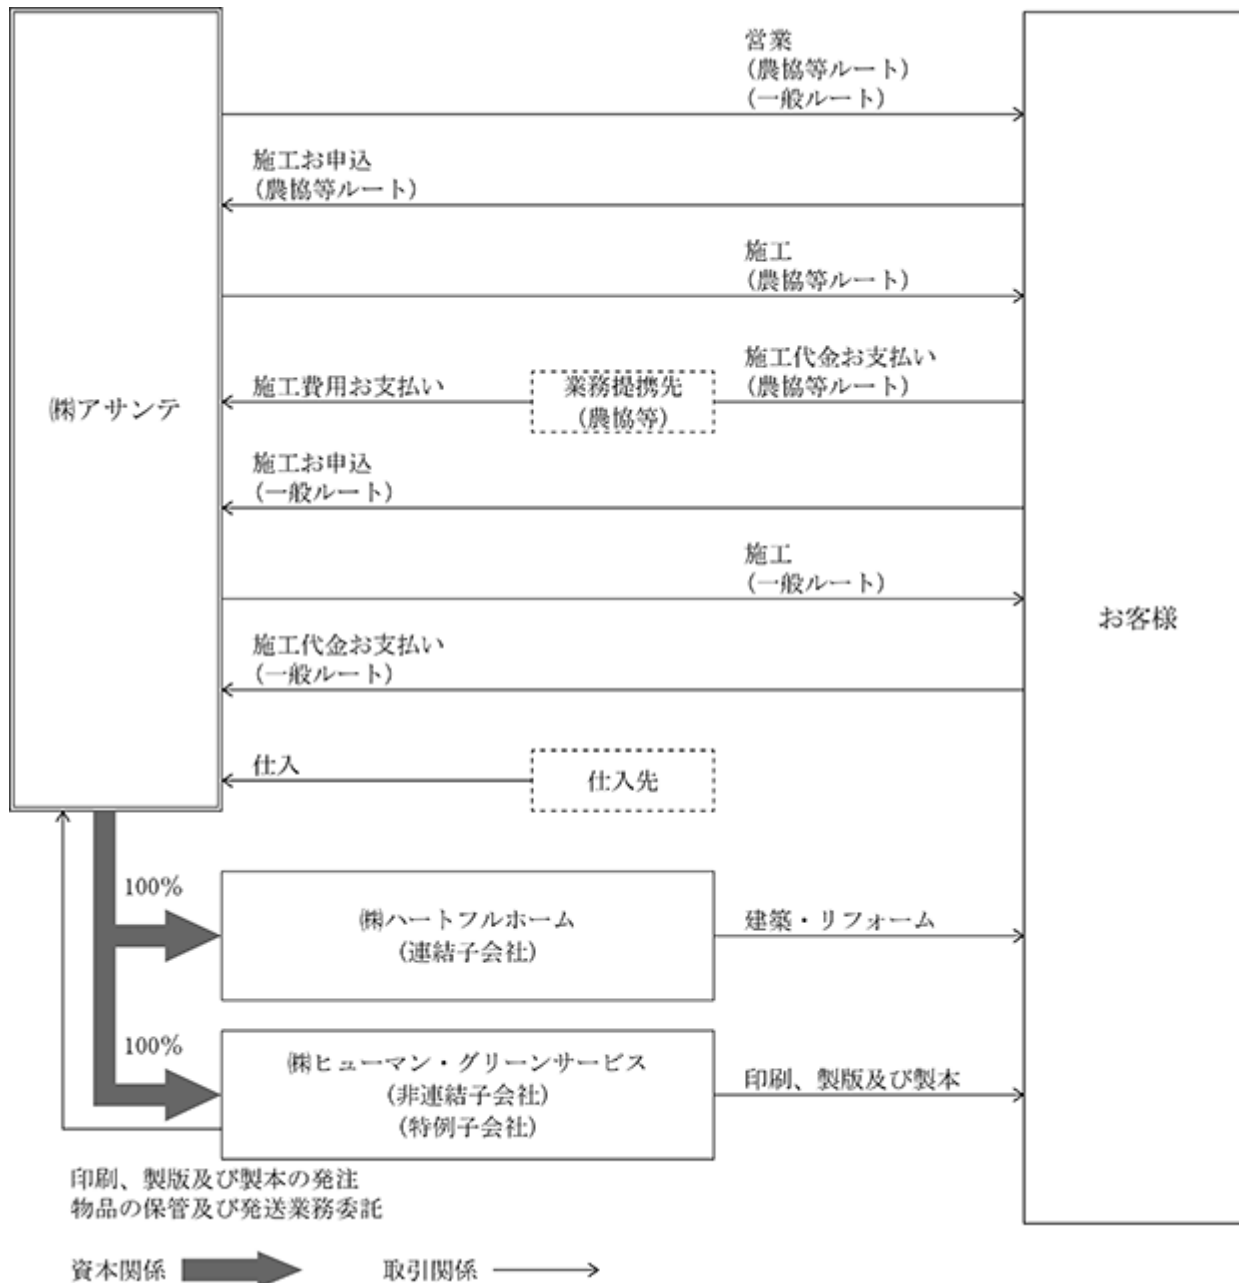 営業
(農協等ルート)
(一般ルート)
施工お申込
(農協等ルート)
施工
(農協等ルート)
施工代金お支払い
(農協等ルート)
施工費用お支払い
業務提携先
(農協等)
㈱アサンテ
施工お申込
(一般ルート)
施工
(一般ルート)
お客様
施工代金お支払い
(一般ルート)
仕入
仕入先
100%
㈱ハートフルホーム
(連結子会社)
建築・リフォーム
100%
㈱ヒューマン・グリーンサービス
(非連結子会社)
(特例子会社)
印刷、製版及び製本
印刷、製版及び製本の発注
物品の保管及び発送業務委託
資本関係
取引関係